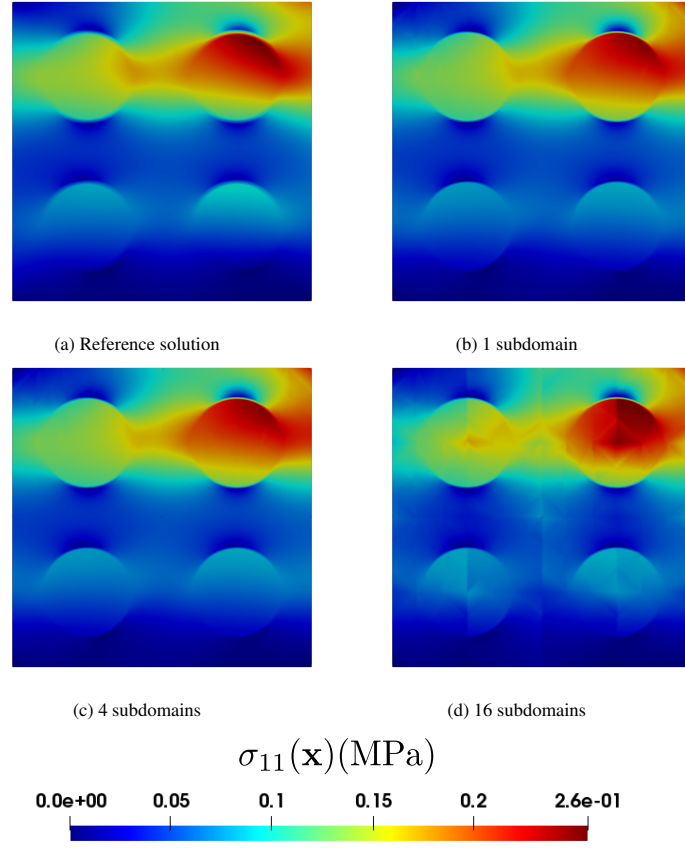 (a) Reference solution
(b) 1 subdomain
(c) 4 subdomains
(d) 16 subdomains
σ₁₁(𝐱)(MPa)
0.0e+00 0.05 0.1 0.15 0.2 2.6e-01